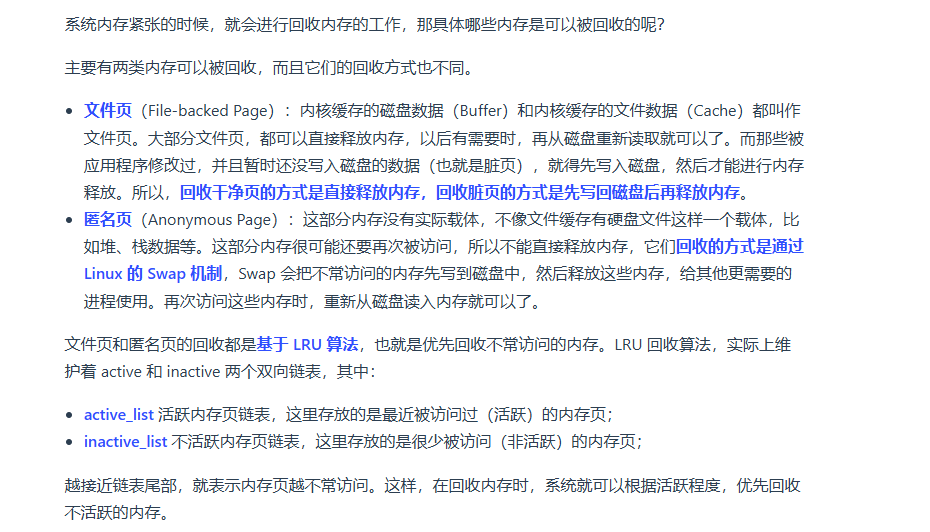 系统内存紧张的时候，就会进行回收内存的工作，那具体哪些内存是可以被回收的呢？
主要有两类内存可以被回收，而且它们的回收方式也不同。
• 文件页（File-backed Page）：内核缓存的磁盘数据（Buffer）和内核缓存的文件数据（Cache）都叫作
文件页。大部分文件页，都可以直接释放内存，以后有需要时，再从磁盘重新读取就可以了。而那些被
应用程序修改过，并且暂时还没写入磁盘的数据（也就是脏页），就得先写入磁盘，然后才能进行内存
释放。所以，回收干净页的方式是直接释放内存，回收脏页的方式是先写回磁盘后再释放内存。
• 匿名页（Anonymous Page）：这部分内存没有实际载体，不像文件缓存有硬盘文件这样一个载体，比
如堆、栈数据等。这部分内存很可能还要再次被访问，所以不能直接释放内存，它们回收的方式是通过
Linux 的 Swap 机制，Swap 会把不常访问的内存先写到磁盘中，然后释放这些内存，给其他更需要的
进程使用。再次访问这些内存时，重新从磁盘读入内存就可以了。
文件页和匿名页的回收都是基于 LRU 算法，也就是优先回收不常访问的内存。LRU 回收算法，实际上维
护着 active 和 inactive 两个双向链表，其中：
• active_list 活跃内存页链表，这里存放的是最近被访问过（活跃）的内存页；
• inactive_list 不活跃内存页链表，这里存放的是很少被访问（非活跃）的内存页；
越接近链表尾部，就表示内存页越不常访问。这样，在回收内存时，系统就可以根据活跃程度，优先回收
不活跃的内存。